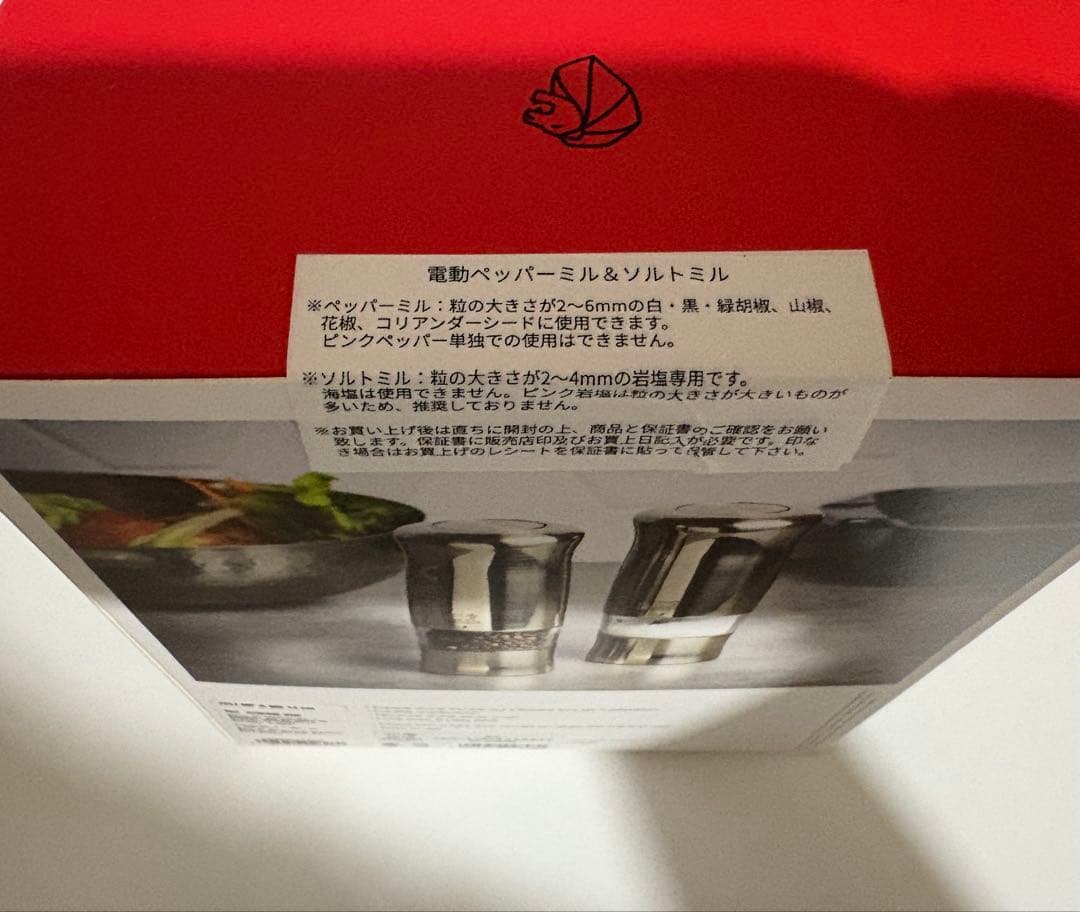 電動ペッパーミル＆ソルトミル
※ペッパーミル：粒の大きさが2～6mmの白・黒・緑胡椒、山椒、
花椒、コリアンダーシードに使用できます。
ピンクペッパー単独での使用はできません。
※ソルトミル：粒の大きさが2～4mmの岩塩専用です。
海塩は使用できません。ピンク岩塩は粒の大きさが大きいものが
多いため、推奨しておりません。
※お買い上げ後は直ちに開封の上、商品と保証書のご確認をお願い
致します。保証書に販売店印及びお買上日記入が必要です。印な
き場合はお買上げのレシートを保証書に貼って保管して下さい。